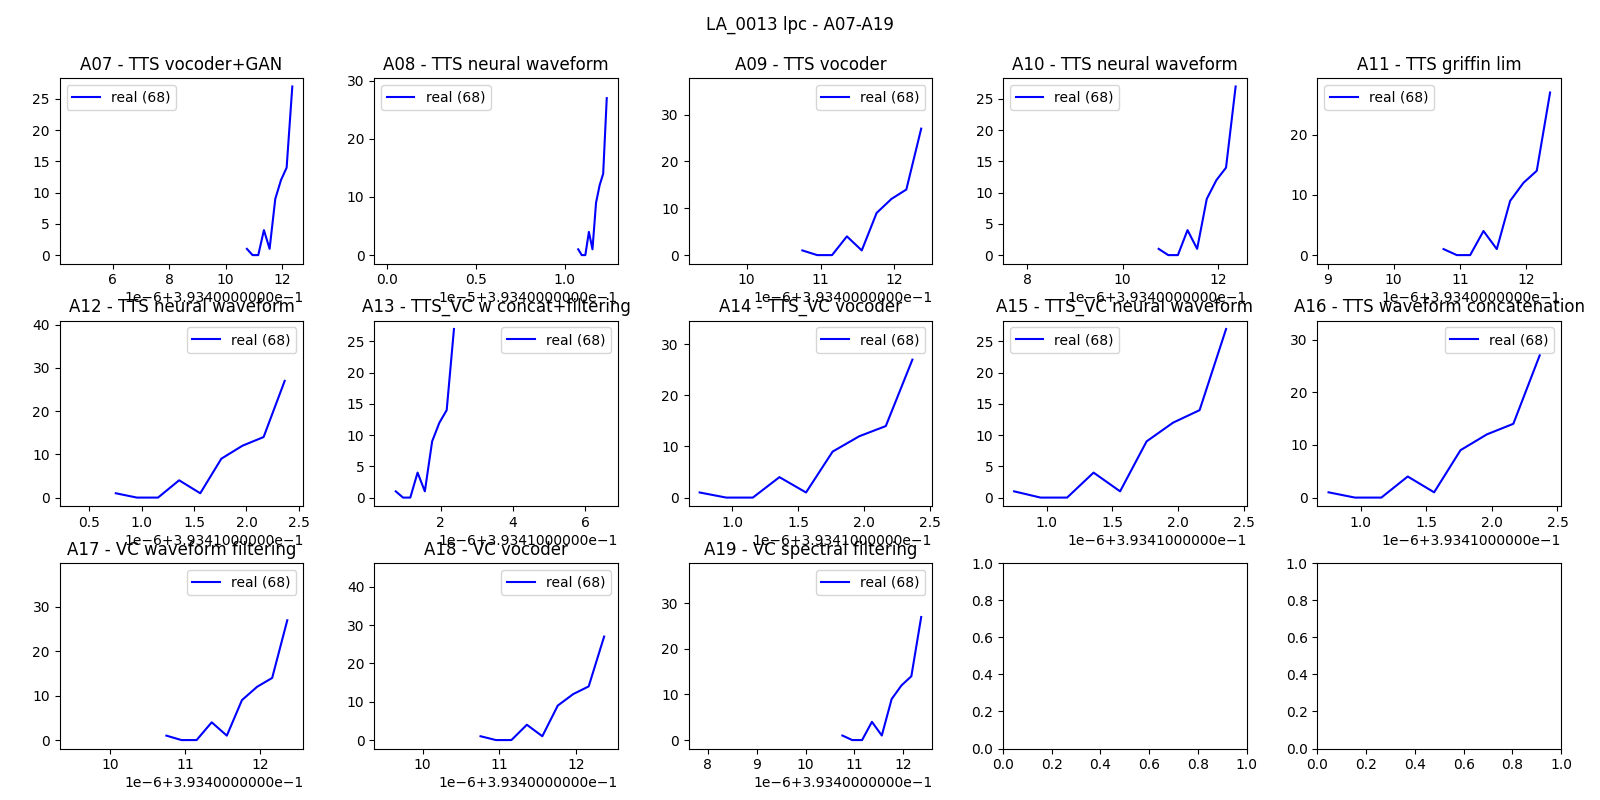 LA_0013 lpc - A07-A19
A07 - TTS vocoder+GAN
real (68)
25
20
15
10
5
0
6 8 10 12
1e−6+3.9340000000e−1
A08 - TTS neural waveform
real (68)
30
20
10
0
0.0 0.5 1.0
1e−5+3.9340000000e−1
A09 - TTS vocoder
real (68)
30
20
10
0
10 11 12
1e−6+3.9340000000e−1
A10 - TTS neural waveform
real (68)
25
20
15
10
5
0
8 10 12
1e−6+3.9340000000e−1
A11 - TTS griffin lim
real (68)
20
10
0
9 10 11 12
1e−6+3.9340000000e−1
A12 - TTS neural waveform
real (68)
40
30
20
10
0
0.5 1.0 1.5 2.0 2.5
1e−6+3.9341000000e−1
A13 - TTS_VC w concat+filtering
real (68)
25
20
15
10
5
0
2 4 6
1e−6+3.9341000000e−1
A14 - TTS_VC vocoder
real (68)
30
20
10
0
1.0 1.5 2.0 2.5
1e−6+3.9341000000e−1
A15 - TTS_VC neural waveform
real (68)
25
20
15
10
5
0
1.0 1.5 2.0 2.5
1e−6+3.9341000000e−1
A16 - TTS waveform concatenation
real (68)
30
20
10
0
1.0 1.5 2.0 2.5
1e−6+3.9341000000e−1
A17 - VC waveform filtering
real (68)
30
20
10
0
10 11 12
1e−6+3.9340000000e−1
A18 - VC vocoder
real (68)
40
30
20
10
0
10 11 12
1e−6+3.9340000000e−1
A19 - VC spectral filtering
real (68)
30
20
10
0
8 9 10 11 12
1e−6+3.9340000000e−1
1.0
0.8
0.6
0.4
0.2
0.0
0.0 0.2 0.4 0.6 0.8 1.0
1.0
0.8
0.6
0.4
0.2
0.0
0.0 0.2 0.4 0.6 0.8 1.0